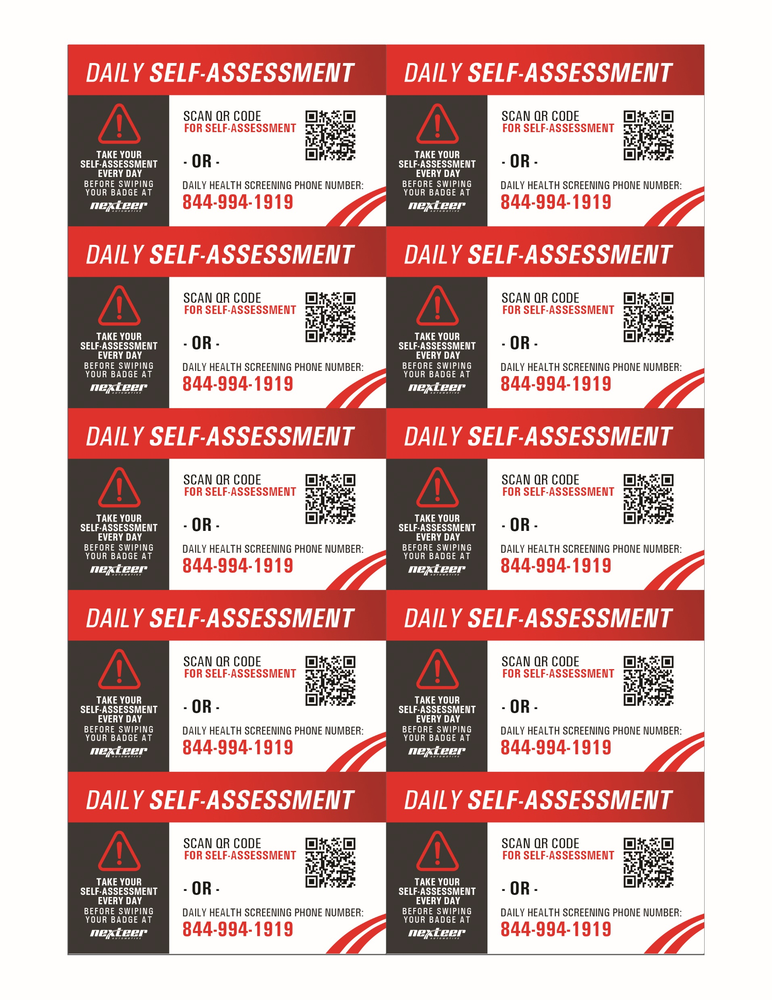 DAILY SELF-ASSESSMENT
TAKE YOUR
SELF-ASSESSMENT
EVERY DAY
BEFORE SWIPING
YOUR BADGE AT
nexteer
AUTOMOTIVE
SCAN QR CODE
FOR SELF-ASSESSMENT
- OR -
DAILY HEALTH SCREENING PHONE NUMBER:
844-994-1919
DAILY SELF-ASSESSMENT
TAKE YOUR
SELF-ASSESSMENT
EVERY DAY
BEFORE SWIPING
YOUR BADGE AT
nexteer
AUTOMOTIVE
SCAN QR CODE
FOR SELF-ASSESSMENT
- OR -
DAILY HEALTH SCREENING PHONE NUMBER:
844-994-1919
DAILY SELF-ASSESSMENT
TAKE YOUR
SELF-ASSESSMENT
EVERY DAY
BEFORE SWIPING
YOUR BADGE AT
nexteer
AUTOMOTIVE
SCAN QR CODE
FOR SELF-ASSESSMENT
- OR -
DAILY HEALTH SCREENING PHONE NUMBER:
844-994-1919
DAILY SELF-ASSESSMENT
TAKE YOUR
SELF-ASSESSMENT
EVERY DAY
BEFORE SWIPING
YOUR BADGE AT
nexteer
AUTOMOTIVE
SCAN QR CODE
FOR SELF-ASSESSMENT
- OR -
DAILY HEALTH SCREENING PHONE NUMBER:
844-994-1919
DAILY SELF-ASSESSMENT
TAKE YOUR
SELF-ASSESSMENT
EVERY DAY
BEFORE SWIPING
YOUR BADGE AT
nexteer
AUTOMOTIVE
SCAN QR CODE
FOR SELF-ASSESSMENT
- OR -
DAILY HEALTH SCREENING PHONE NUMBER:
844-994-1919
DAILY SELF-ASSESSMENT
TAKE YOUR
SELF-ASSESSMENT
EVERY DAY
BEFORE SWIPING
YOUR BADGE AT
nexteer
AUTOMOTIVE
SCAN QR CODE
FOR SELF-ASSESSMENT
- OR -
DAILY HEALTH SCREENING PHONE NUMBER:
844-994-1919
DAILY SELF-ASSESSMENT
TAKE YOUR
SELF-ASSESSMENT
EVERY DAY
BEFORE SWIPING
YOUR BADGE AT
nexteer
AUTOMOTIVE
SCAN QR CODE
FOR SELF-ASSESSMENT
- OR -
DAILY HEALTH SCREENING PHONE NUMBER:
844-994-1919
DAILY SELF-ASSESSMENT
TAKE YOUR
SELF-ASSESSMENT
EVERY DAY
BEFORE SWIPING
YOUR BADGE AT
nexteer
AUTOMOTIVE
SCAN QR CODE
FOR SELF-ASSESSMENT
- OR -
DAILY HEALTH SCREENING PHONE NUMBER:
844-994-1919
DAILY SELF-ASSESSMENT
TAKE YOUR
SELF-ASSESSMENT
EVERY DAY
BEFORE SWIPING
YOUR BADGE AT
nexteer
AUTOMOTIVE
SCAN QR CODE
FOR SELF-ASSESSMENT
- OR -
DAILY HEALTH SCREENING PHONE NUMBER:
844-994-1919
DAILY SELF-ASSESSMENT
TAKE YOUR
SELF-ASSESSMENT
EVERY DAY
BEFORE SWIPING
YOUR BADGE AT
nexteer
AUTOMOTIVE
SCAN QR CODE
FOR SELF-ASSESSMENT
- OR -
DAILY HEALTH SCREENING PHONE NUMBER:
844-994-1919